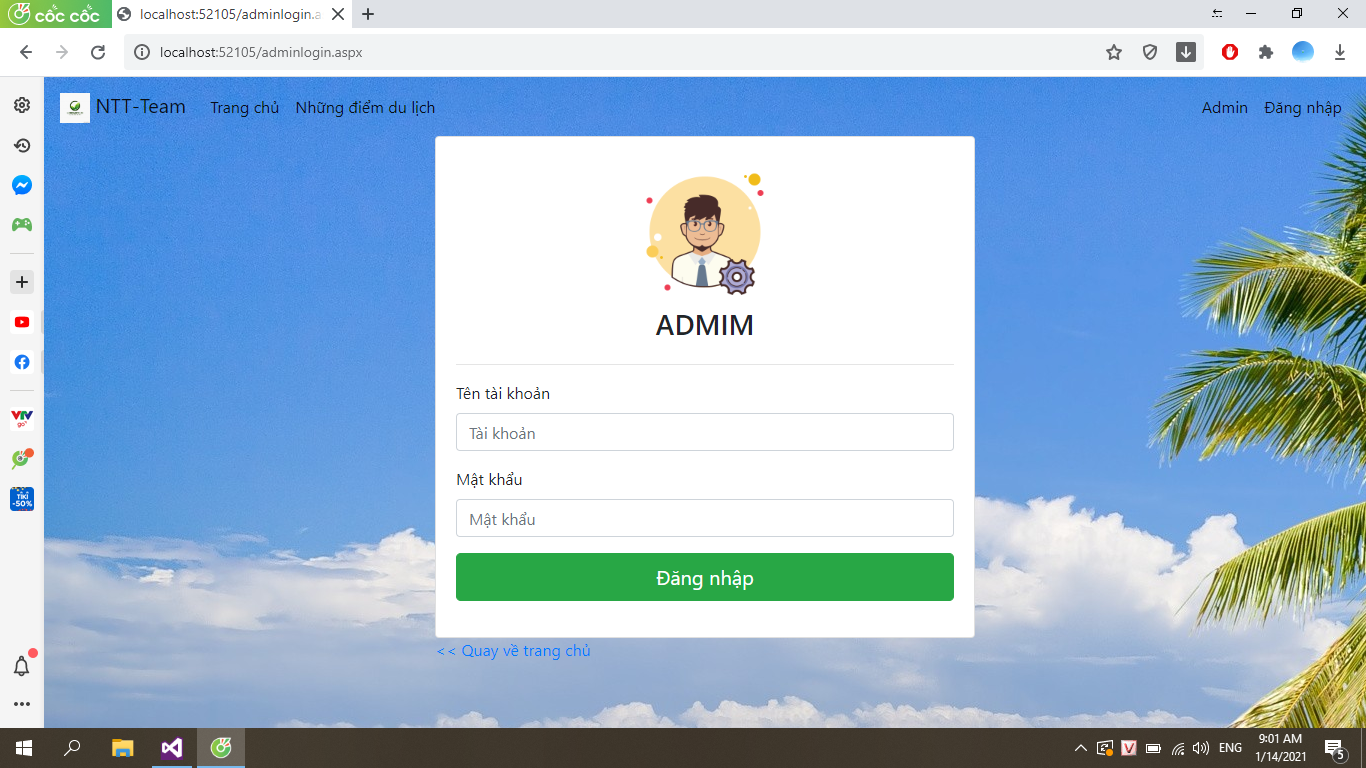 cốc cốc
localhost:52105/adminlogin.a
localhost:52105/adminlogin.aspx
NTT-Team Trang chủ Những điểm du lịch Admin Đăng nhập
ADMIM
Tên tài khoản
Tài khoản
Mật khẩu
Mật khẩu
Đăng nhập
<< Quay về trang chủ
VTV
go
TIKI
-50%
V
ENG
9:01 AM
1/14/2021
5